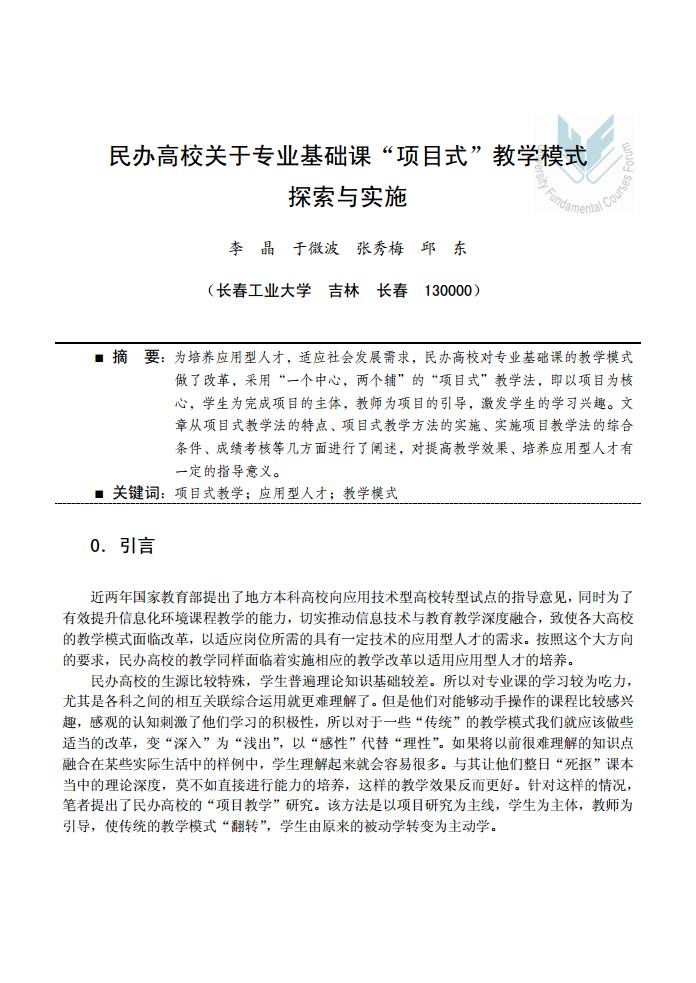 民办高校关于专业基础课“项目式”教学模式
探索与实施
University Fundamental Courses Forum
李 晶 于微波 张秀梅 邱 东
（长春工业大学 吉林 长春 130000）
■ 摘 要：为培养应用型人才，适应社会发展需求，民办高校对专业基础课的教学模式
做了改革，采用“一个中心，两个辅”的“项目式”教学法，即以项目为核
心，学生为完成项目的主体，教师为项目的引导，激发学生的学习兴趣。文
章从项目式教学法的特点、项目式教学方法的实施、实施项目教学法的综合
条件、成绩考核等几方面进行了阐述，对提高教学效果、培养应用型人才有
一定的指导意义。
■ 关键词：项目式教学；应用型人才；教学模式
0．引言
近两年国家教育部提出了地方本科高校向应用技术型高校转型试点的指导意见，同时为了
有效提升信息化环境课程教学的能力，切实推动信息技术与教育教学深度融合，致使各大高校
的教学模式面临改革，以适应岗位所需的具有一定技术的应用型人才的需求。按照这个大方向
的要求，民办高校的教学同样面临着实施相应的教学改革以适用应用型人才的培养。
民办高校的生源比较特殊，学生普遍理论知识基础较差。所以对专业课的学习较为吃力，
尤其是各科之间的相互关联综合运用就更难理解了。但是他们对能够动手操作的课程比较感兴
趣，感观的认知刺激了他们学习的积极性，所以对于一些“传统”的教学模式我们就应该做些
适当的改革，变“深入”为“浅出”，以“感性”代替“理性”。如果将以前很难理解的知识点
融合在某些实际生活中的样例中，学生理解起来就会容易很多。与其让他们整日“死抠”课本
当中的理论深度，莫不如直接进行能力的培养，这样的教学效果反而更好。针对这样的情况，
笔者提出了民办高校的“项目教学”研究。该方法是以项目研究为主线，学生为主体，教师为
引导，使传统的教学模式“翻转”，学生由原来的被动学转变为主动学。